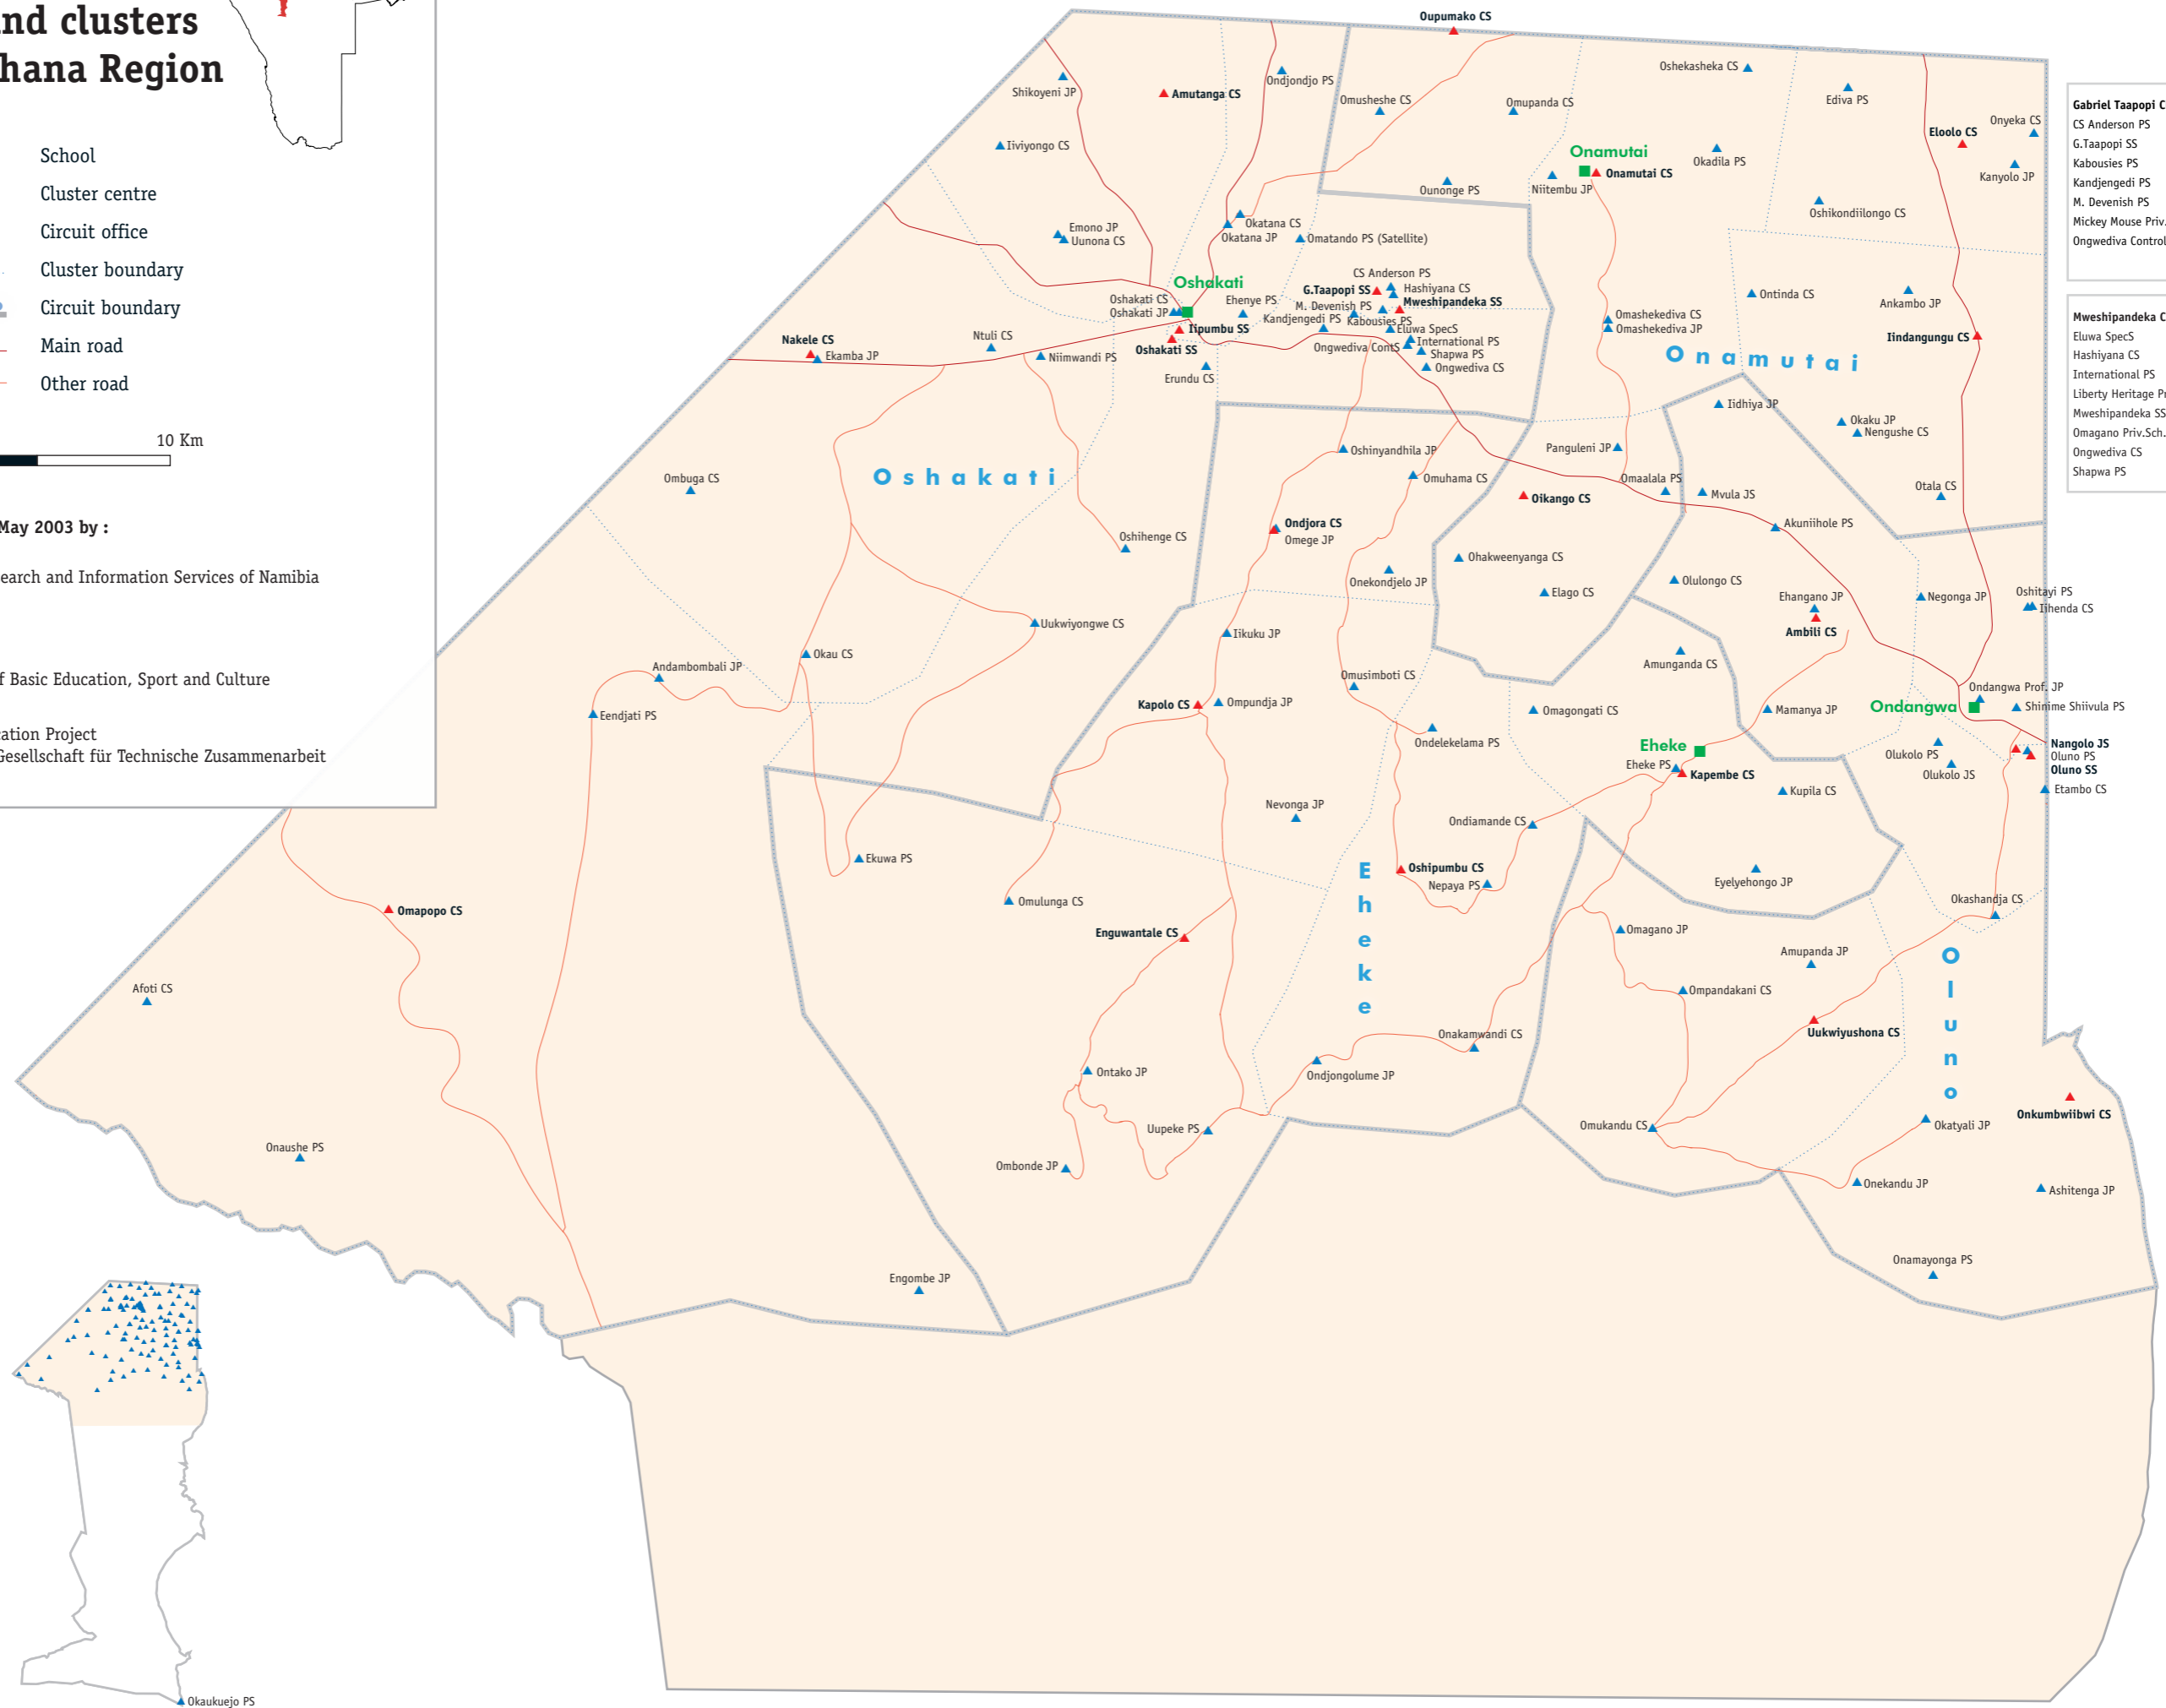 nd clusters
hana Region
School
Cluster centre
Circuit office
Cluster boundary
Circuit boundary
Main road
Other road
10 Km
May 2003 by :
earch and Information Services of Namibia
f Basic Education, Sport and Culture
ation Project
Gesellschaft für Technische Zusammenarbeit
Oupumako CS
Shikoyeni JP
Amutanga CS
Ondjondjo PS
Omusheshe CS
Omupanda CS
Oshekasheka CS
Ediva PS
Onyeka CS
Eloolo CS
Kanyolo JP
Iiviyongo CS
Onamutai
Onamutai CS
Okadila PS
Niitembu JP
Ounonge PS
Oshikondiilongo CS
Emono JP
Uunona CS
Okatana CS
Okatana JP
Omatando PS (Satellite)
Oshakati
Oshakati CS
Oshakati JP
Ehenye PS
CS Anderson PS
G.Taapopi SS
Hashiyana CS
M. Devenish PS
Mweshipandeka SS
Kandjengedi PS
Kabousies PS
Eluwa SpecS
Iipumbu SS
Oshakati SS
Ongwediva ContS
International PS
Shapwa PS
Ongwediva CS
Erundu CS
Ontinda CS
Ankambo JP
Omashekediva CS
Omashekediva JP
Iindangungu CS
Onamutai
Nakele CS
Ekamba JP
Ntuli CS
Niimwandi PS
Iidhiya JP
Okaku JP
Nengushe CS
Oshinyandhila JP
Panguleni JP
Omuhama CS
Omaalala PS
Mvula JS
Otala CS
Ombuga CS
Oshakati
Oikango CS
Akuniihole PS
Ondjora CS
Omege JP
Oshihenge CS
Ohakweenyanga CS
Onekondjelo JP
Elago CS
Olulongo CS
Ehangano JP
Ambili CS
Negonga JP
Oshitayi PS
Iihenda CS
Uukwiyongwe CS
Iikuku JP
Okau CS
Andambombali JP
Amunganda CS
Omusimboti CS
Eendjati PS
Kapolo CS
Ompundja JP
Omagongati CS
Mamanya JP
Ondangwa Prof. JP
Ondangwa
Shinime Shiivula PS
Ondelekelama PS
Eheke
Eheke PS
Kapembe CS
Olukolo PS
Olukolo JS
Nangolo JS
Oluno PS
Oluno SS
Etambo CS
Kupila CS
Nevonga JP
Ondiamande CS
Ekuwa PS
Oshipumbu CS
Nepaya PS
Eyelyehongo JP
Okashandja CS
Omulunga CS
Omapopo CS
Eheke
Enguwantale CS
Omagano JP
Amupanda JP
Oluno
Afoti CS
Ompandakani CS
Uukwiyushona CS
Onakamwandi CS
Ondjongolume JP
Ontako JP
Onkumbwiibwi CS
Omukandu CS
Okatyali JP
Uupeke PS
Onaushe PS
Ombonde JP
Onekandu JP
Ashitenga JP
Onamayonga PS
Engombe JP
Okaukuejo PS
Gabriel Taapopi C
CS Anderson PS
G.Taapopi SS
Kabousies PS
Kandjengedi PS
M. Devenish PS
Mickey Mouse Priv.
Ongwediva Control
Mweshipandeka C
Eluwa SpecS
Hashiyana CS
International PS
Liberty Heritage Pr
Mweshipandeka SS
Omagano Priv.Sch.
Ongwediva CS
Shapwa PS